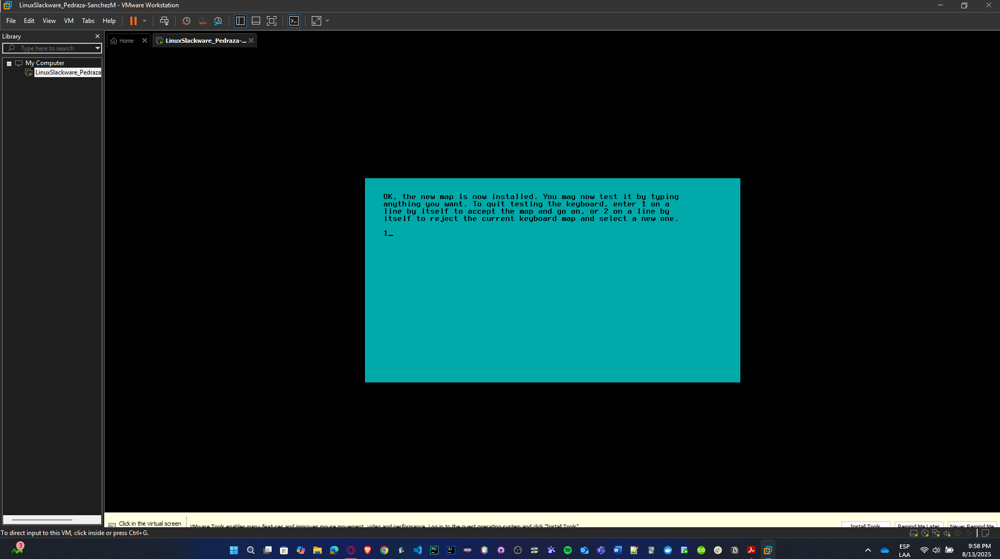 LinuxSlackware_Pedraza-SanchezM - VMware Workstation
File Edit View VM Tabs Help
Library
Home
LinuxSlackware_Pedraza-...
Type here to search
My Computer
LinuxSlackware_Pedraza
OK, the new map is now installed. You may now test it by typing
anything you want. To quit testing the keyboard, enter 1 on a
line by itself to accept the map and go on, or 2 on a line by
itself to reject the current keyboard map and select a new one.
1_
Click in the virtual screen
VMware Tools enables many features and improves mouse movement, video and performance. Log in to the guest operating system and click "Install Tools"
Install Tools
Remind Me Later
Never Remind Me
To direct input to this VM, click inside or press Ctrl+G.
3
PC
IJ
ESP
LAA
9:58 PM
8/13/2025